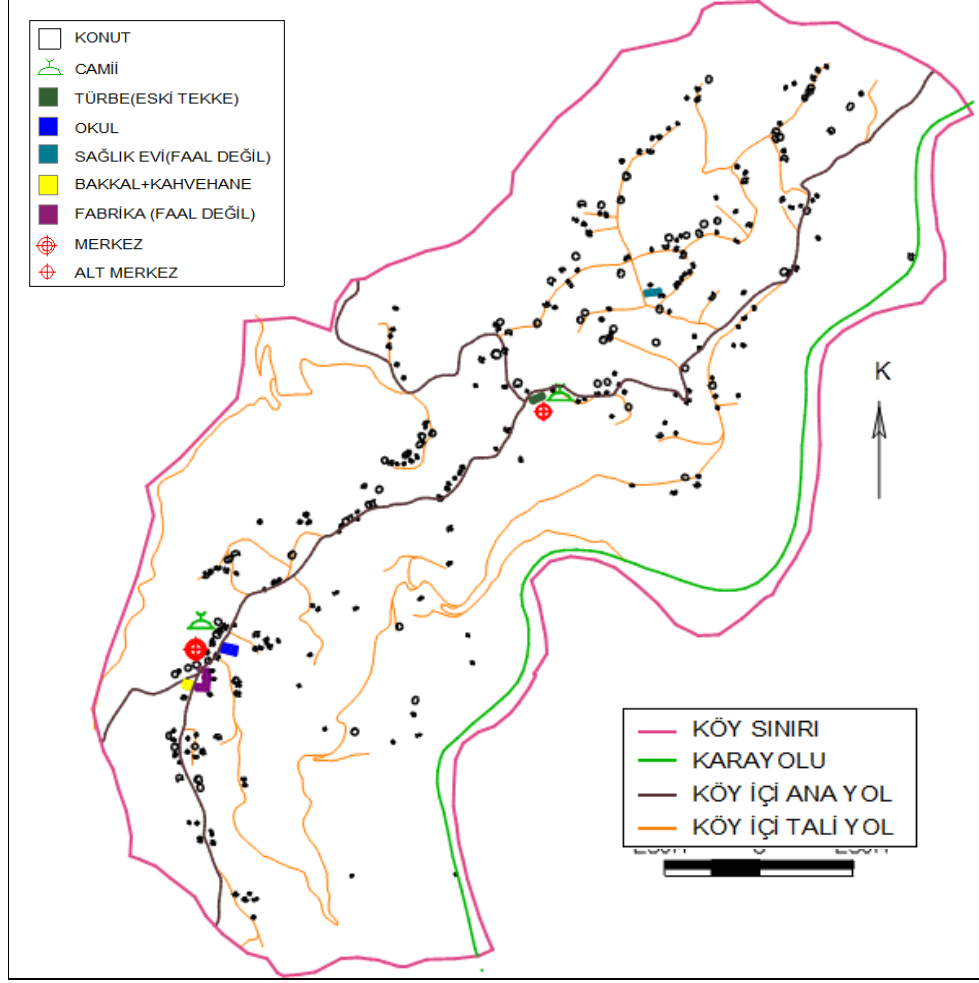 KONUT
CAMİİ
TÜRBE(ESKİ TEKKE)
OKUL
SAĞLIK EVİ(FAAL DEĞİL)
BAKKAL+KAHVEHANE
FABRİKA (FAAL DEĞİL)
MERKEZ
ALT MERKEZ
K
KÖY SINIRI
KARAYOLU
KÖY İÇİ ANA YOL
KÖY İÇİ TALİ YOL